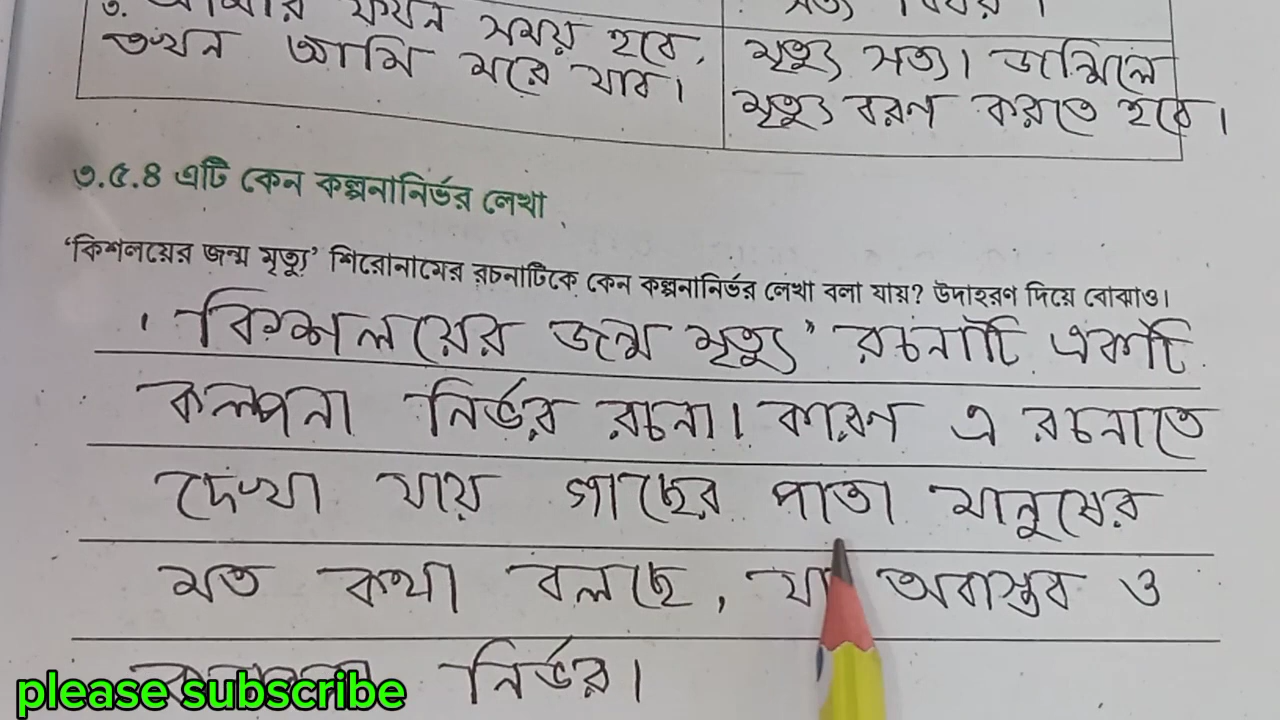 ৩. আমার যখন সময় হবে,
তখন আমি মরে যাব।
সত্য বিষয়।
মৃত্যু সত্য। জন্মিলে
মৃত্যু বরণ করতে হবে।
৩.৫.৪ এটি কেন কল্পনানির্ভর লেখা
‘কিশলয়ের জন্ম মৃত্যু’ শিরোনামের রচনাটিকে কেন কল্পনানির্ভর লেখা বলা যায়? উদাহরণ দিয়ে বোঝাও।
' কিশলয়ের জন্ম মৃত্যু" রচনাটি একটি
কল্পনা নির্ভর রচনা। কারণ এ রচনাতে
দেখা যায় গাছের পাতা মানুষের
মত কথা বলছে, যা অবাস্তব ও
নির্ভর।
please subscribe